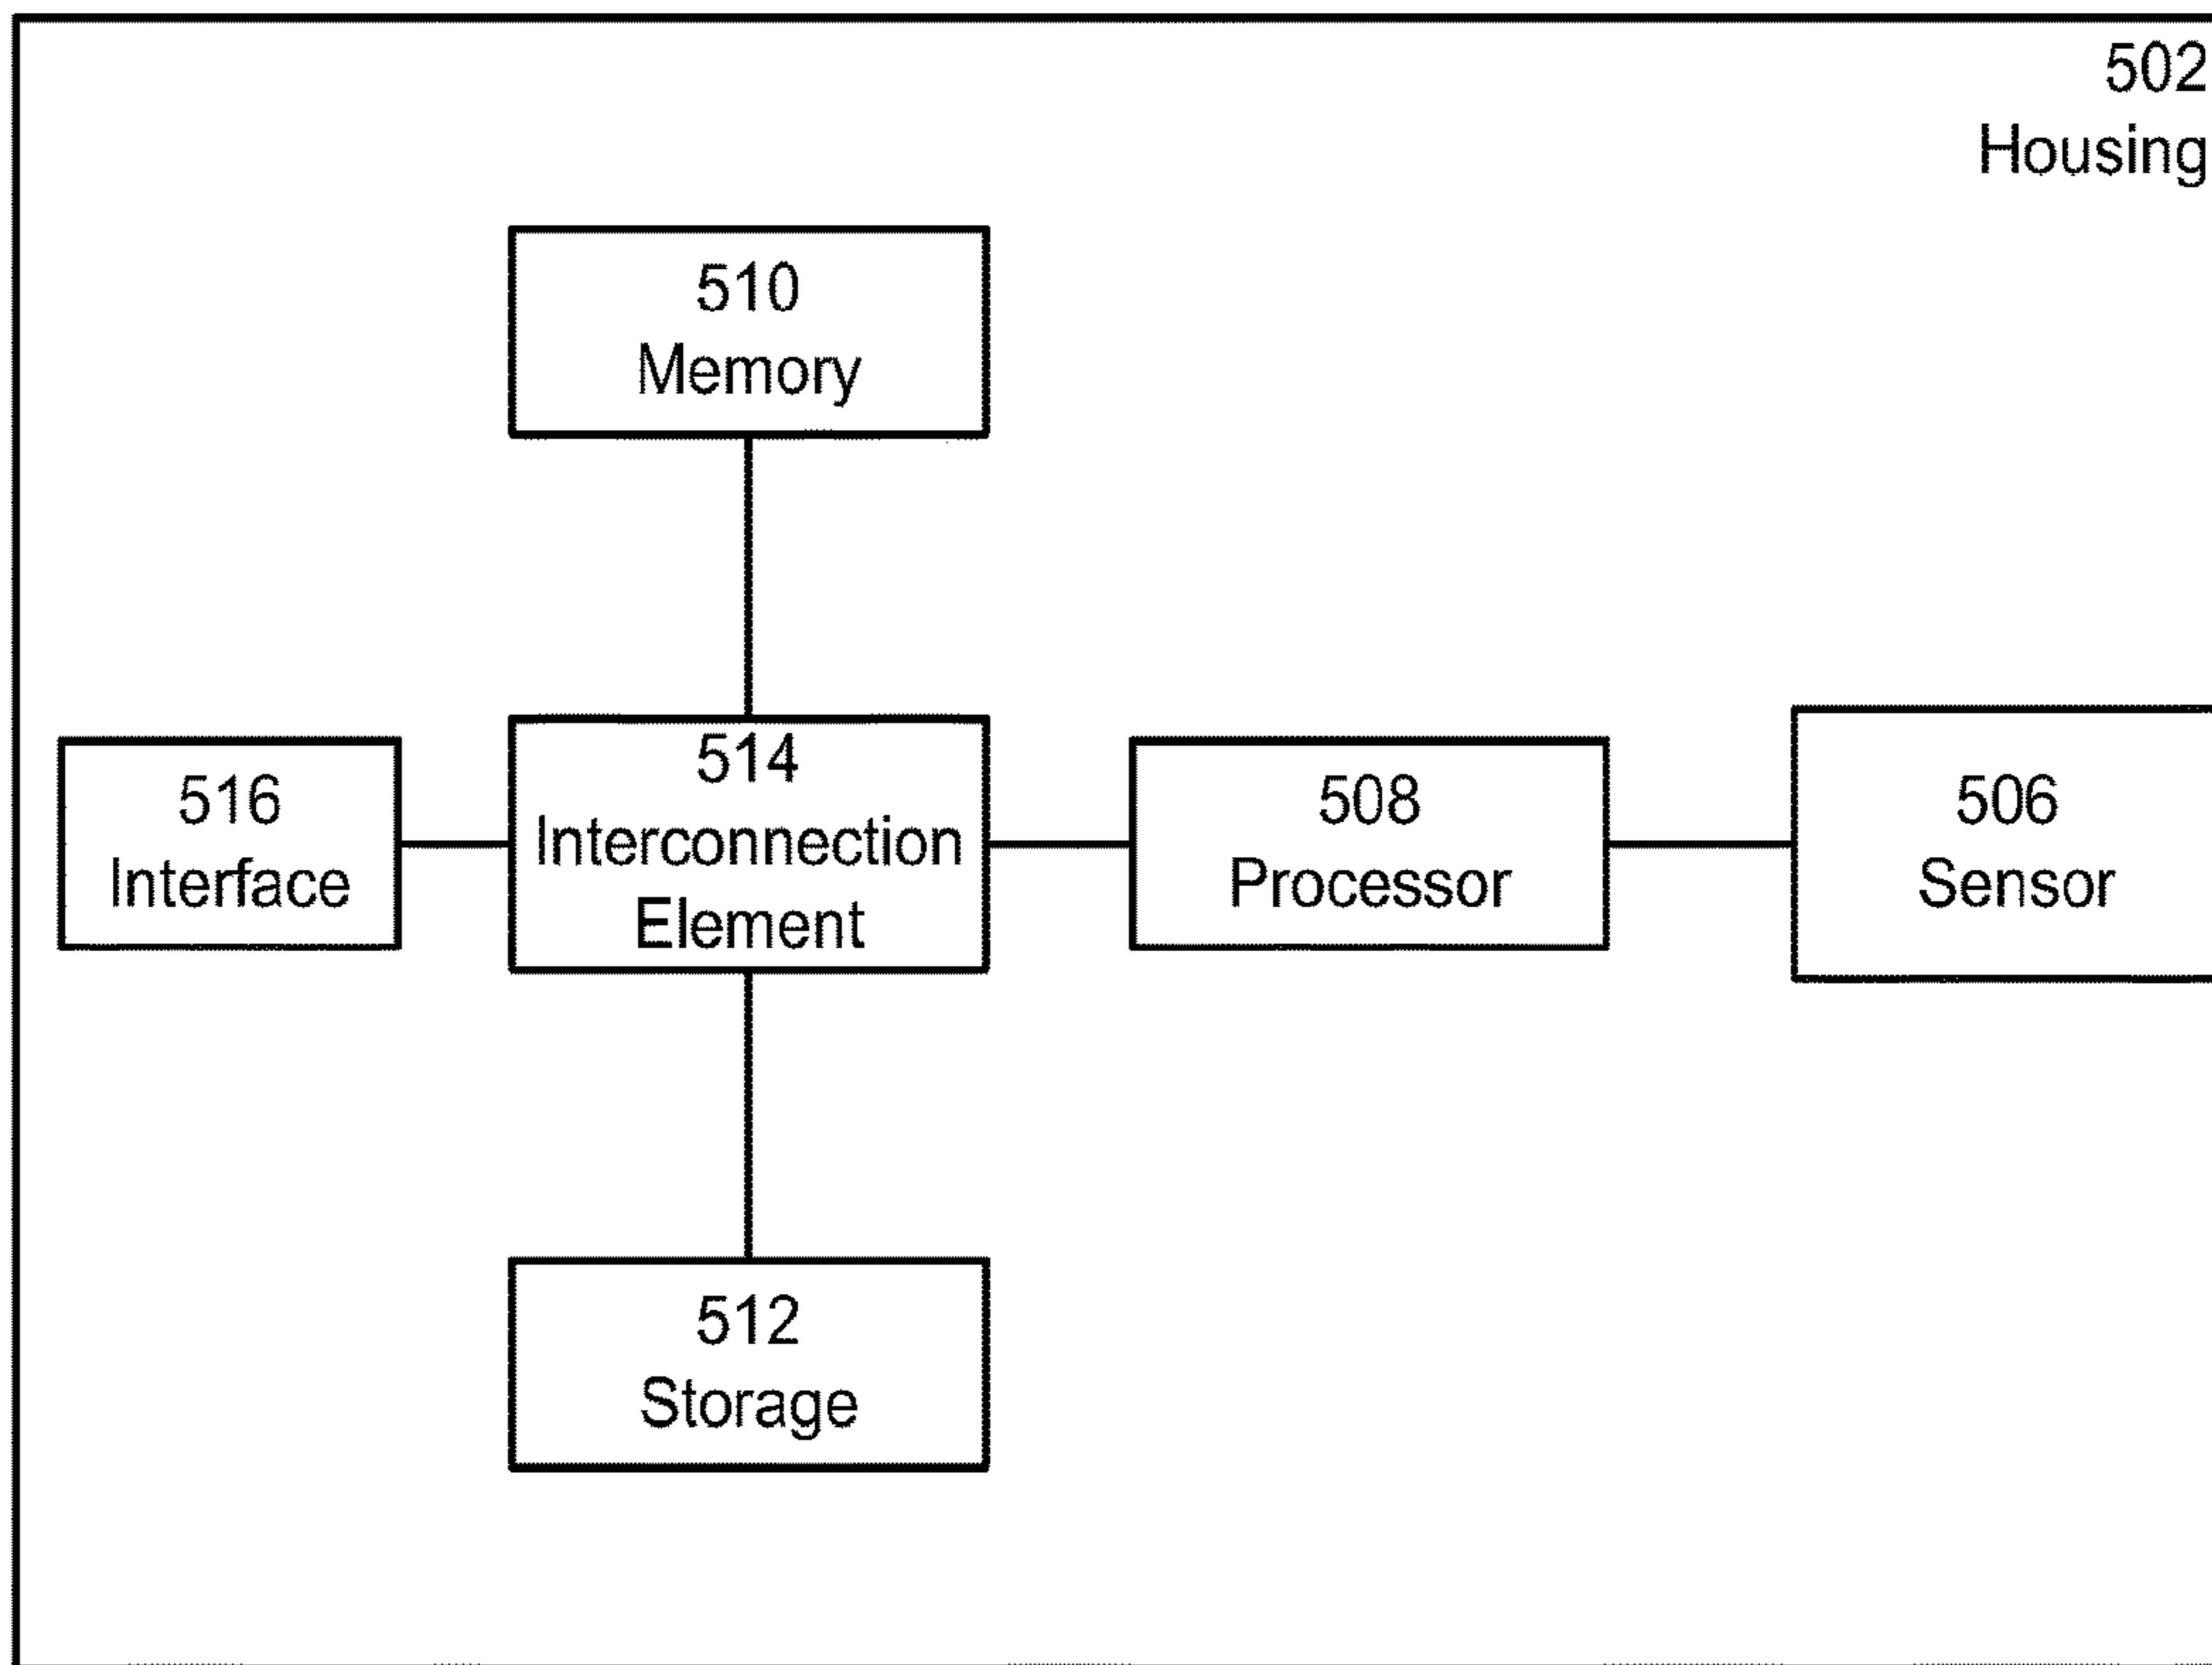 502
Housing
510
Memory
516
Interface
514
Interconnection
Element
508
Processor
506
Sensor
512
Storage